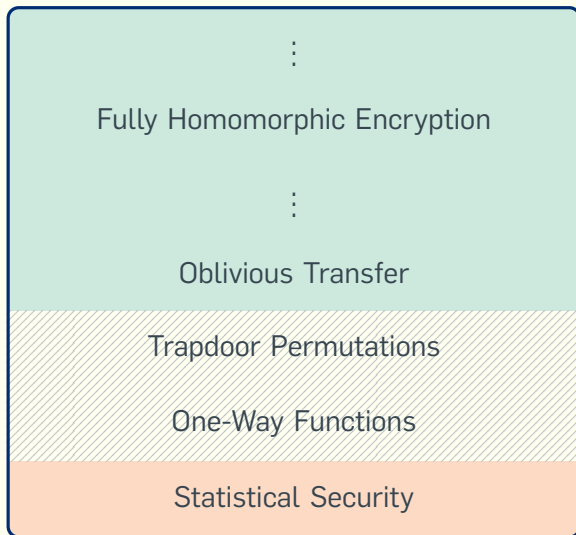 ⋮
Fully Homomorphic Encryption
⋮
Oblivious Transfer
Trapdoor Permutations
One-Way Functions
Statistical Security